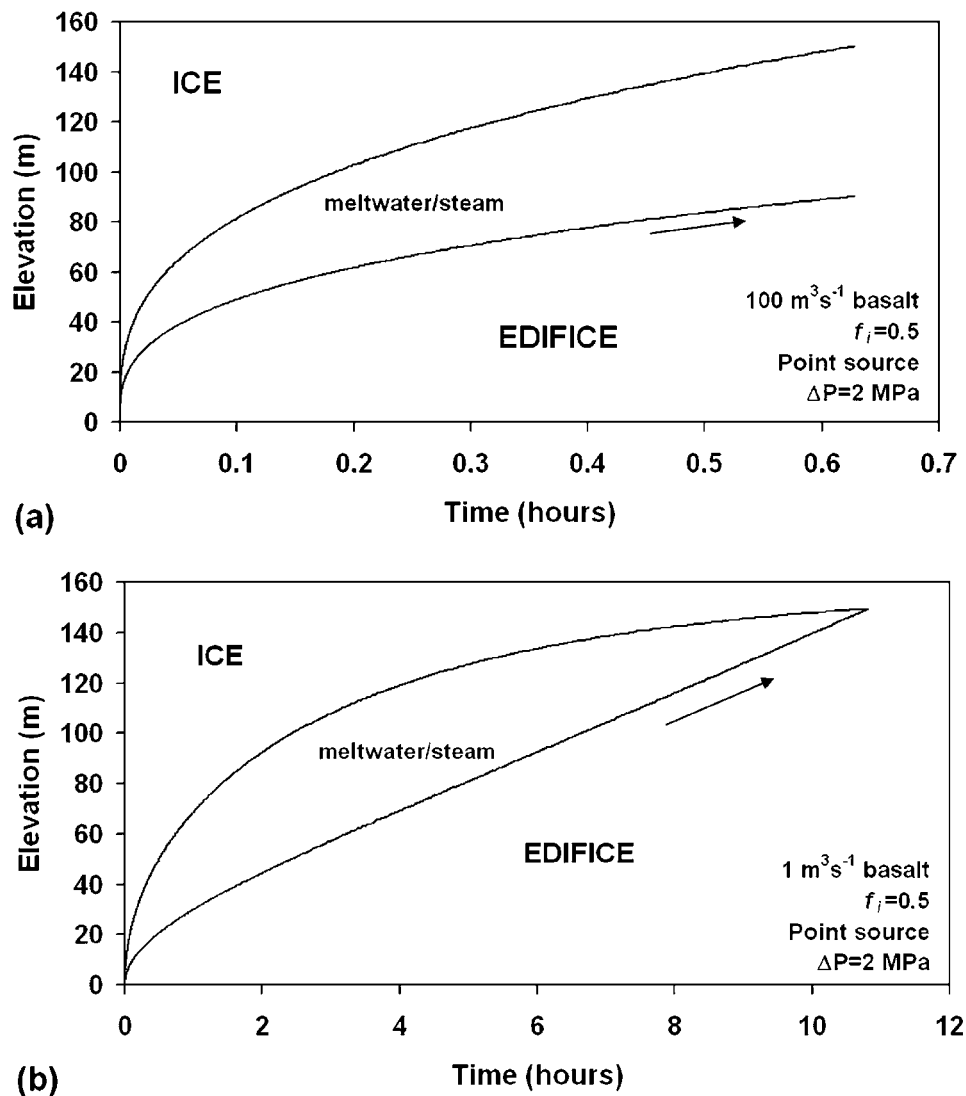 160
140
120
100
80
60
40
20
0
Elevation (m)
ICE
meltwater/steam
EDIFICE
100 m³s⁻¹ basalt
fᵢ=0.5
Point source
ΔP=2 MPa
0 0.1 0.2 0.3 0.4 0.5 0.6 0.7
Time (hours)
(a)
160
140
120
100
80
60
40
20
0
Elevation (m)
ICE
meltwater/steam
EDIFICE
1 m³s⁻¹ basalt
fᵢ=0.5
Point source
ΔP=2 MPa
0 2 4 6 8 10 12
Time (hours)
(b)